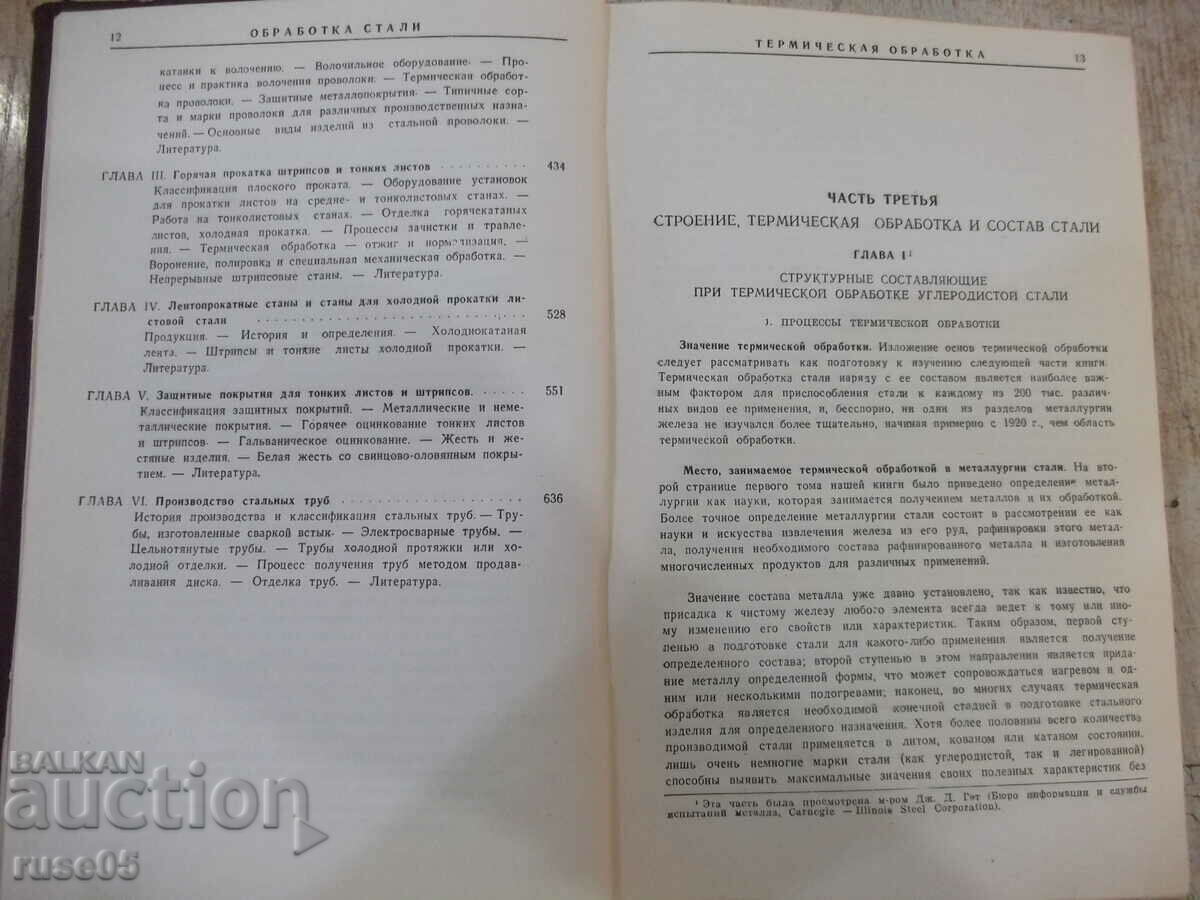 12 ОБРАБОТКА СТАЛИ
катанки к волочению. — Волочильное оборудование. — Про-
цесс и практика волочения проволоки. — Термическая обработ-
ка проволоки. — Защитные металлопокрытия. — Типичные сор-
та и марки проволоки для различных производственных назна-
чений. — Основные виды изделий из стальной проволоки. —
Литература.
ГЛАВА III. Горячая прокатка штрипсов и тонких листов 434
Классификация плоского проката. — Оборудование установок
для прокатки листов на средне- и тонколистовых станах. —
Работа на тонколистовых станах. — Отделка горячекатаных
листов, холодная прокатка. — Процессы зачистки и травле-
ния. — Термическая обработка — отжиг и нормализация. —
Воронение, полировка и специальная механическая обработка. —
Непрерывные штрипсовые станы. — Литература.
ГЛАВА IV. Лентопрокатные станы и станы для холодной прокатки ли-
стовой стали 528
Продукция. — История и определения. — Холоднокатаная
лента. — Штрипсы и тонкие листы холодной прокатки. —
Литература.
ГЛАВА V. Защитные покрытия для тонких листов и штрипсов. 551
Классификация защитных покрытий. — Металлические и неме-
таллические покрытия. — Горячее оцинкование тонких листов
и штрипсов. — Гальваническое оцинкование. — Жесть и же-
стяные изделия. — Белая жесть со свинцово-оловянным покры-
тием. — Литература.
ГЛАВА VI. Производство стальных труб 636
История производства и классификация стальных труб. — Тру-
бы, изготовленные сваркой встык. — Электросварные трубы. —
Цельнотянутые трубы. — Трубы холодной протяжки или хо-
лодной отделки. — Процесс получения труб методом продав-
ливания диска. — Отделка труб. — Литература.
ТЕРМИЧЕСКАЯ ОБРАБОТКА 13
ЧАСТЬ ТРЕТЬЯ
СТРОЕНИЕ, ТЕРМИЧЕСКАЯ ОБРАБОТКА И СОСТАВ СТАЛИ
ГЛАВА I¹
СТРУКТУРНЫЕ СОСТАВЛЯЮЩИЕ
ПРИ ТЕРМИЧЕСКОЙ ОБРАБОТКЕ УГЛЕРОДИСТОЙ СТАЛИ
1. ПРОЦЕССЫ ТЕРМИЧЕСКОЙ ОБРАБОТКИ
Значение термической обработки. Изложение основ термической обработки
следует рассматривать как подготовку к изучению следующей части книги.
Термическая обработка стали наряду с ее составом является наиболее важ-
ным фактором для приспособления стали к каждому из 200 тыс. различ-
ных видов ее применения, и, бесспорно, ни один из разделов металлургии
железа не изучался более тщательно, начиная примерно с 1920 г., чем область
термической обработки.
Место, занимаемое термической обработкой в металлургии стали. На вто-
рой странице первого тома нашей книги было приведено определение метал-
лургии как науки, которая занимается получением металлов и их обработкой.
Более точное определение металлургии стали состоит в рассмотрении ее как
науки и искусства извлечения железа из его руд, рафинировки этого метал-
ла, получения необходимого состава рафинированного металла и изготовления
многочисленных продуктов для различных применений.
Значение состава металла уже давно установлено, так как известно, что
присадка к чистому железу любого элемента всегда ведет к тому или ино-
му изменению его свойств или характеристик. Таким образом, первой сту-
пенью в подготовке стали для какого-либо применения является получение
определенного состава; второй ступенью в этом направлении является прида-
ние металлу определенной формы, что может сопровождаться нагревом и од-
ним или несколькими подогревами; наконец, во многих случаях термическая
обработка является необходимой конечной стадией в подготовке стального
изделия для определенного назначения. Хотя более половины всего количества
производимой стали применяется в литом, кованом или катаном состоянии.
лишь очень немногие марки стали (как углеродистой, так и легированной)
способны выявить максимальные значения своих полезных характеристик без
¹ Эта часть была просмотрена м-ром Дж. Д. Гэт (Бюро информации и службы
испытаний металла, Carnegie — Illinois Steel Corporation).
BALKAN
auction
ruse05